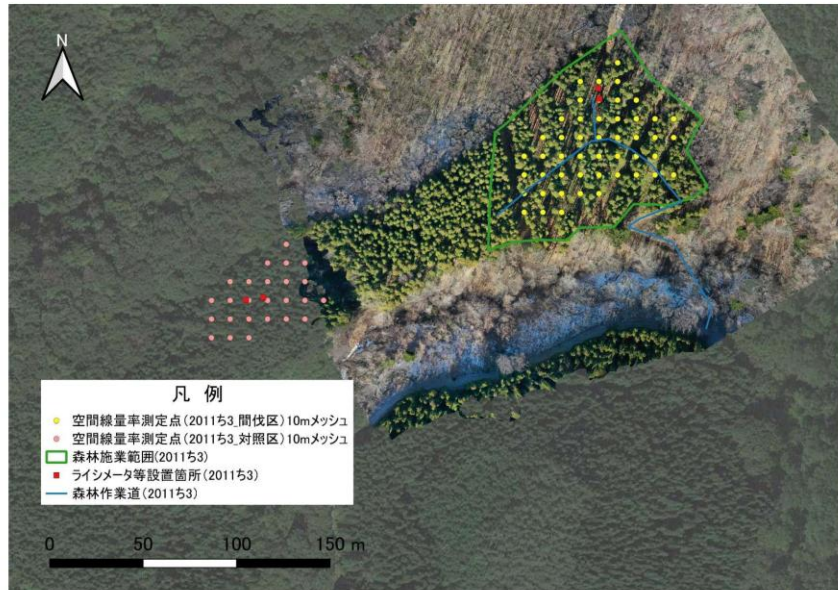 N
凡 例
空間線量率測定点(2011ち3_間伐区)10mメッシュ
空間線量率測定点(2011ち3_対照区)10mメッシュ
森林施業範囲(2011ち3)
ライシメータ等設置箇所(2011ち3)
森林作業道(2011ち3)
0 50 100 150 m